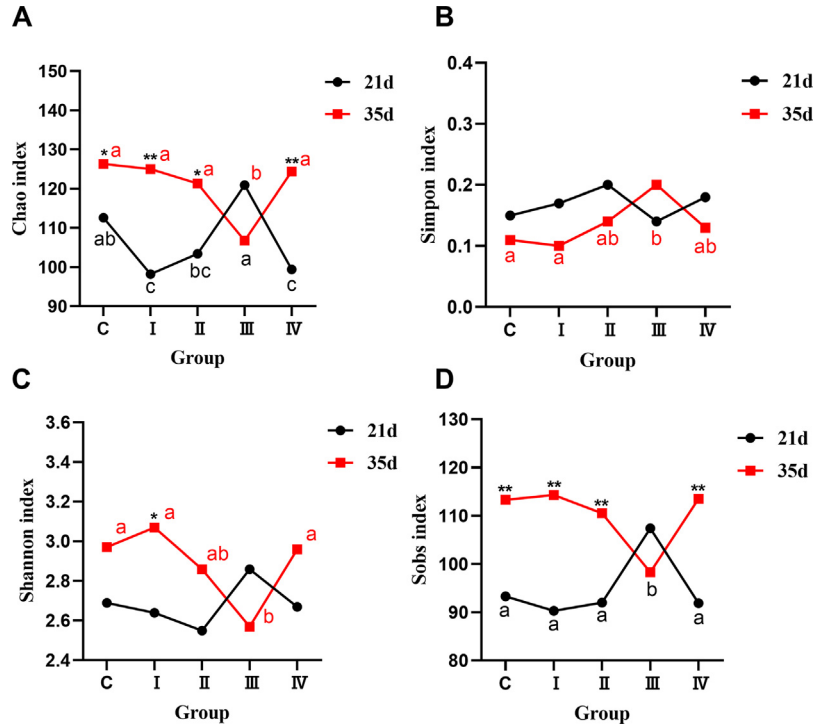 A
150
140
130
120
110
100
90
Chao index
* a
** a
* a
b
** a
ab
c
bc
a
c
C I Ⅱ Ⅲ Ⅳ
Group
21d
35d
B
0.4
0.3
0.2
0.1
0.0
Simpon index
a
a
ab
b
ab
C I Ⅱ Ⅲ Ⅳ
Group
21d
35d
C
3.6
3.4
3.2
3.0
2.8
2.6
2.4
Shannon index
a
* a
ab
b
a
C I Ⅱ Ⅲ Ⅳ
Group
21d
35d
D
130
120
110
100
90
80
Sobs index
**
**
**
**
a
a
a
b
a
C I Ⅱ Ⅲ Ⅳ
Group
21d
35d